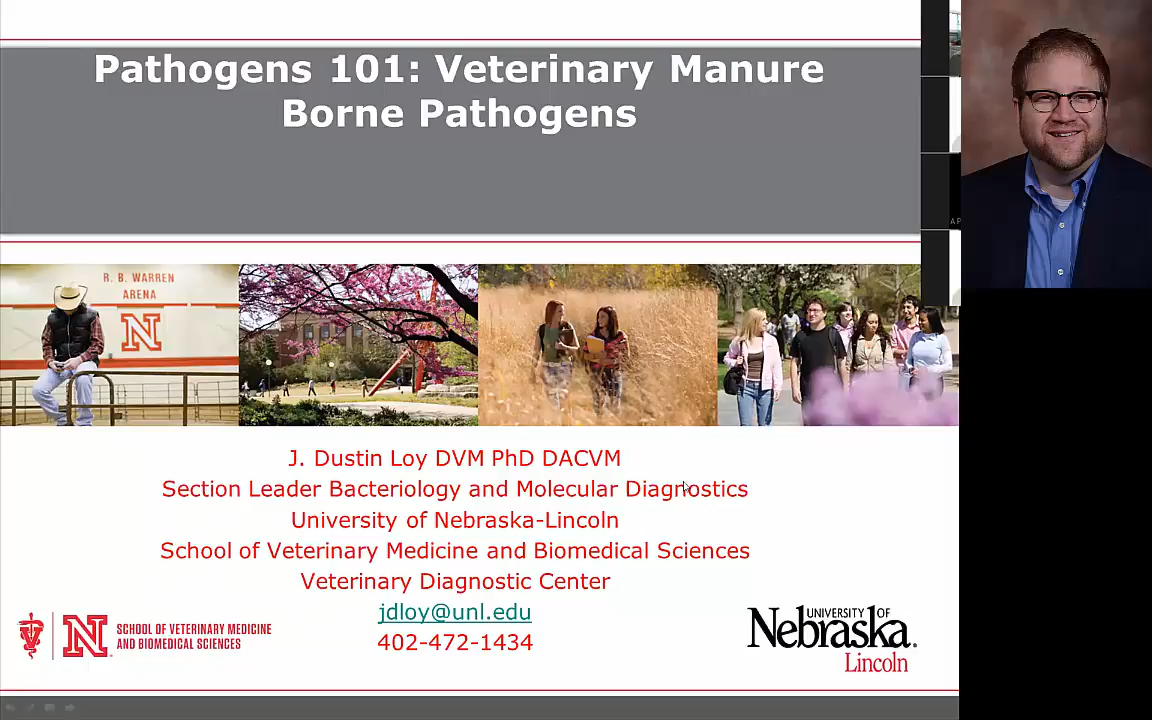 Pathogens 101: Veterinary Manure
Borne Pathogens
AP
R. B. WARREN
ARENA
N
J. Dustin Loy DVM PhD DACVM
Section Leader Bacteriology and Molecular Diagnostics
University of Nebraska-Lincoln
School of Veterinary Medicine and Biomedical Sciences
Veterinary Diagnostic Center
jdloy@unl.edu
402-472-1434
N
SCHOOL OF VETERINARY MEDICINE
AND BIOMEDICAL SCIENCES
UNIVERSITY OF
Nebraska.
Lincoln